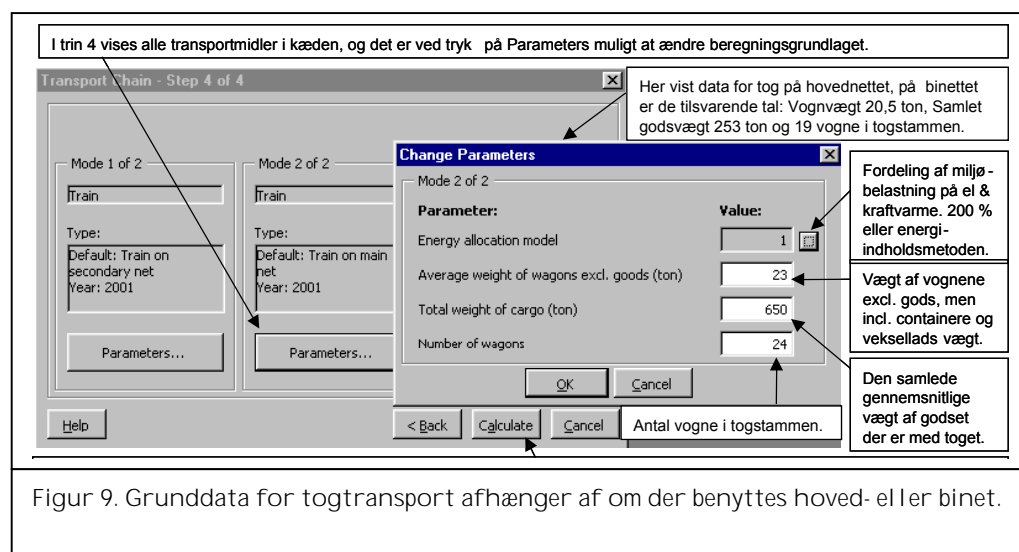 I trin 4 vises alle transportmidler i kæden, og det er ved tryk på Parameters muligt at ændre beregningsgrundlaget.
Transport Chain - Step 4 of 4
Her vist data for tog på hovednettet, på binettet
er de tilsvarende tal: Vognvægt 20,5 ton, Samlet
godsvægt 253 ton og 19 vogne i togstammen.
Mode 1 of 2
Train
Type:
Default: Train on
secondary net
Year: 2001
Parameters...
Mode 2 of 2
Train
Type:
Default: Train on main
net
Year: 2001
Parameters...
Change Parameters
Mode 2 of 2
Parameter: Value:
Energy allocation model 1
Average weight of wagons excl. goods (ton) 23
Total weight of cargo (ton) 650
Number of wagons 24
OK Cancel
Fordeling af miljø-
belastning på el &
kraftvarme. 200 %
eller energi-
indholdsmetoden.
Vægt af vognene
excl. gods, men
incl. containere og
veksellads vægt.
Den samlede
gennemsnitlige
vægt af godset
der er med toget.
Antal vogne i togstammen.
Help < Back Calculate Cancel
Figur 9. Grunddata for togtransport afhænger af om der benyttes hoved- eller binet.